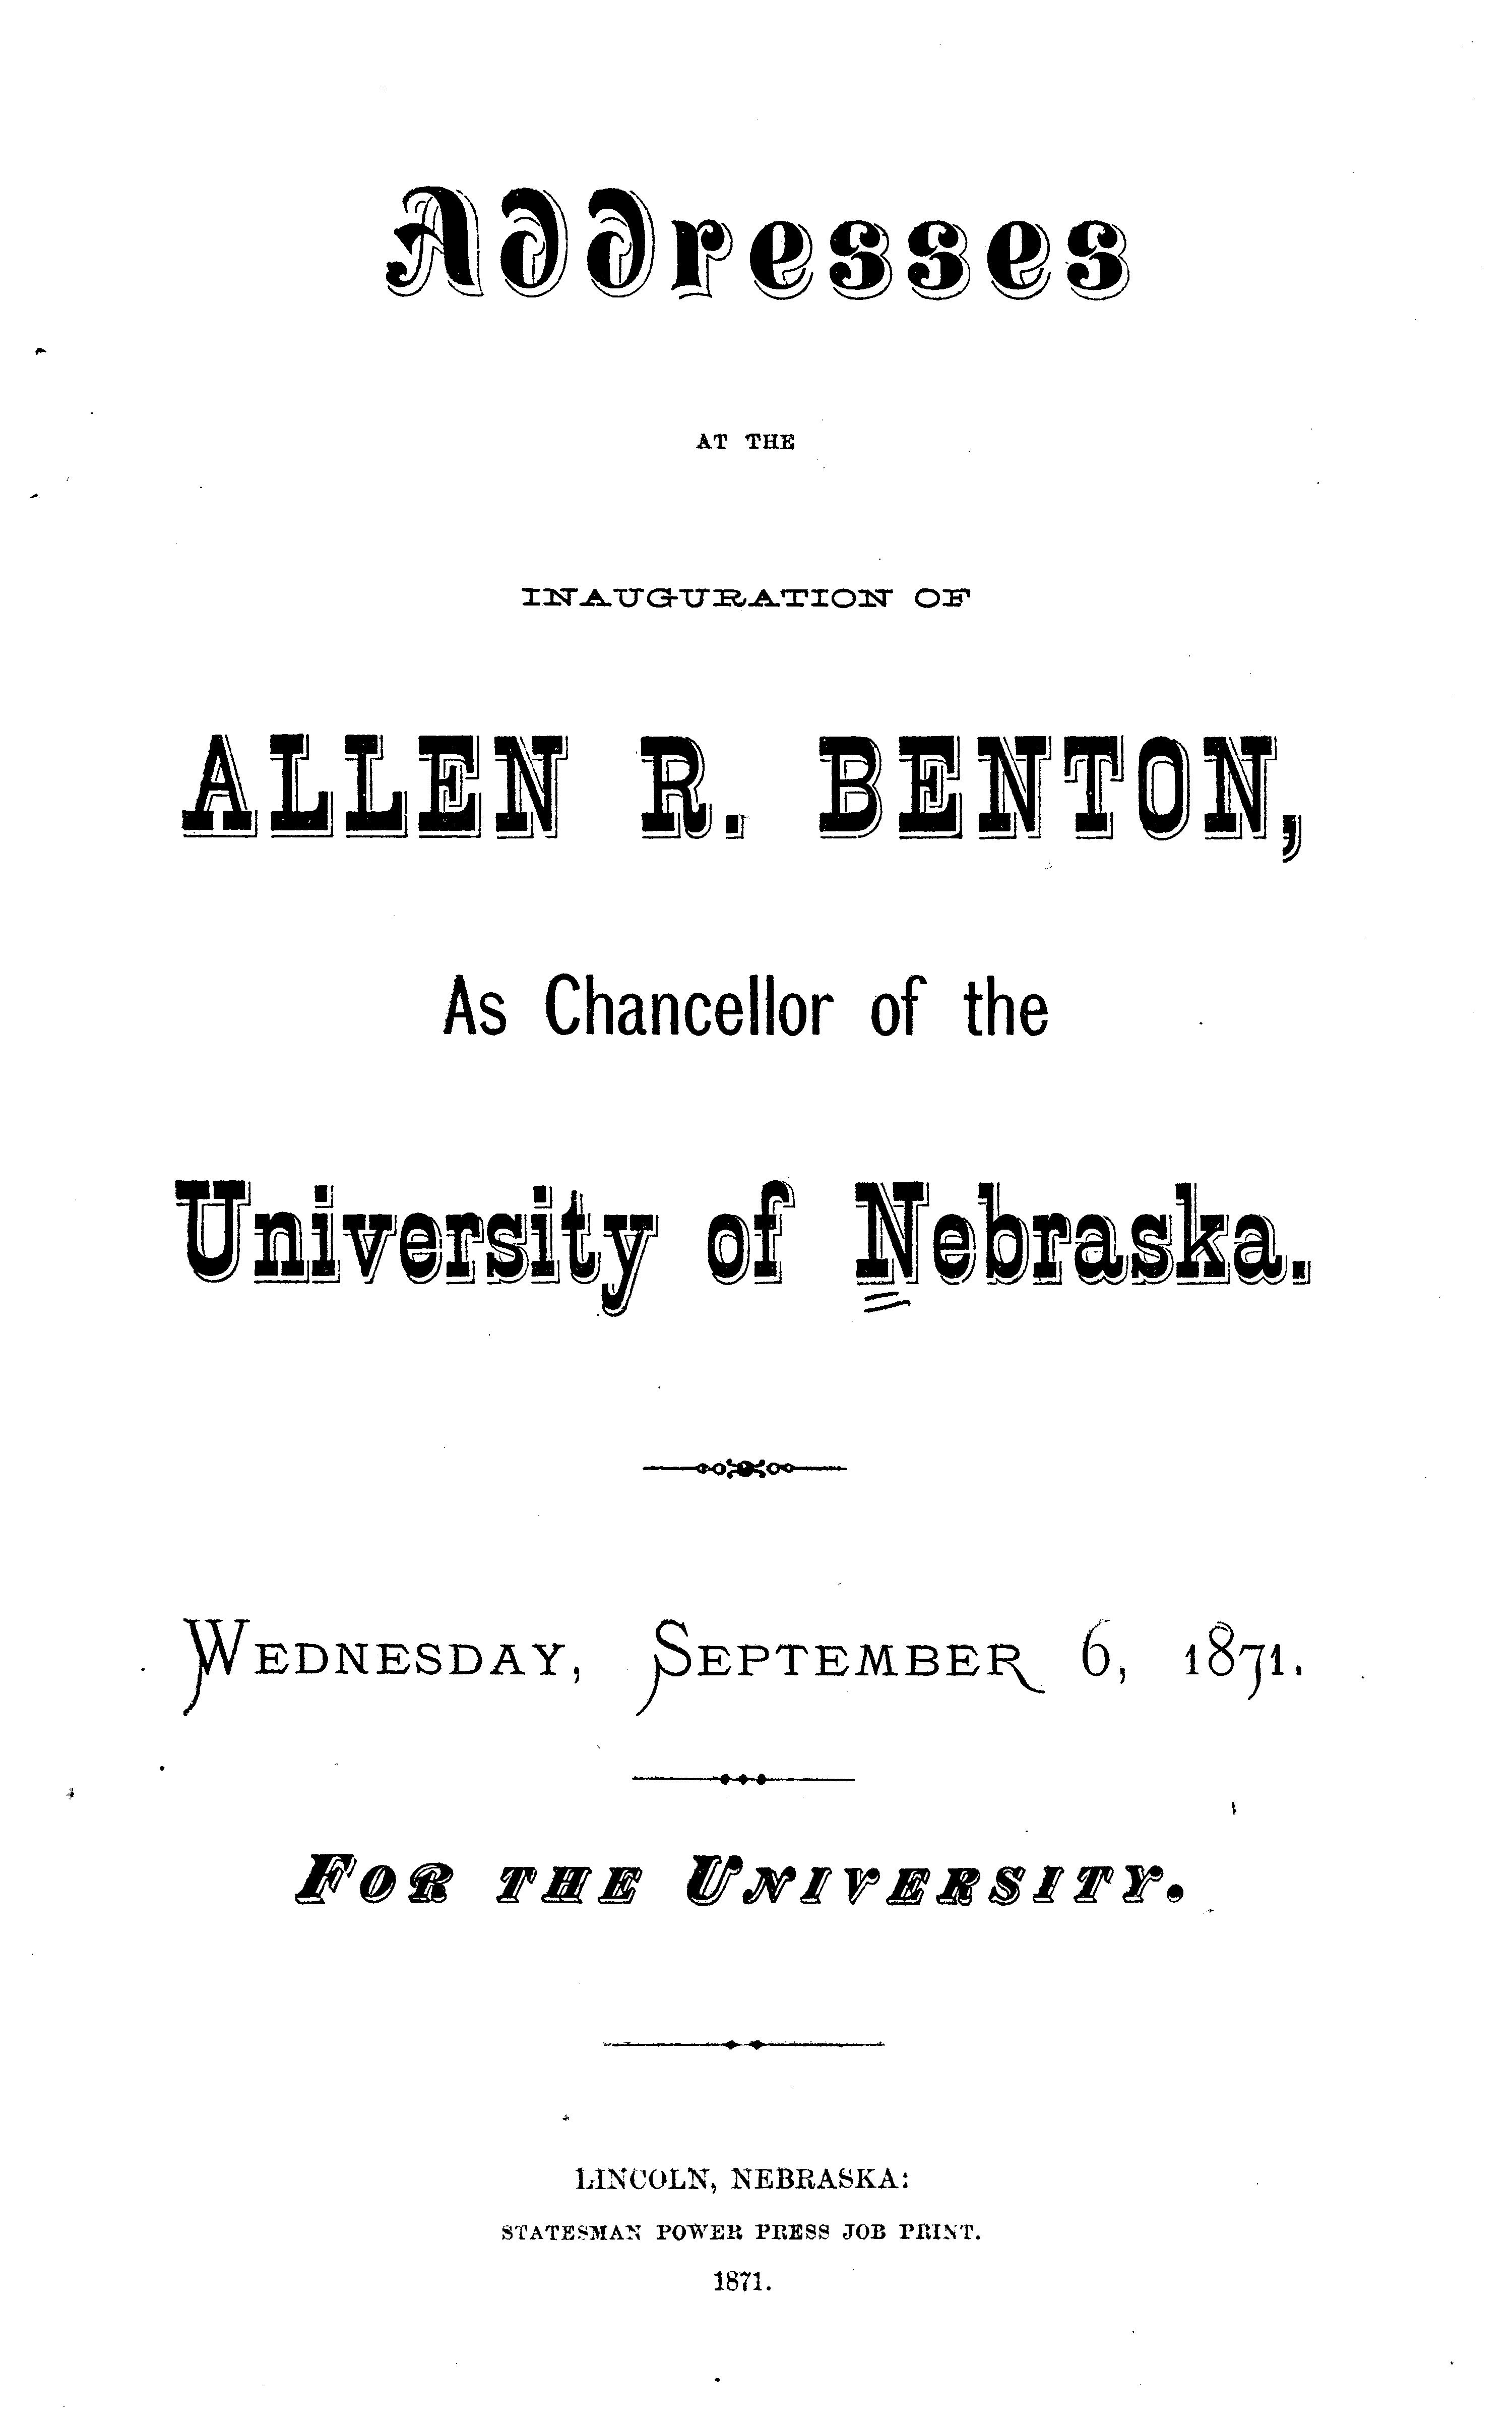 Addresses
AT THE
INAUGURATION OF
ALLEN R. BENTON,
As Chancellor of the
University of Nebraska.
WEDNESDAY, SEPTEMBER 6, 1871.
FOR THE UNIVERSITY.
LINCOLN, NEBRASKA:
STATESMAN POWER PRESS JOB PRINT.
1871.